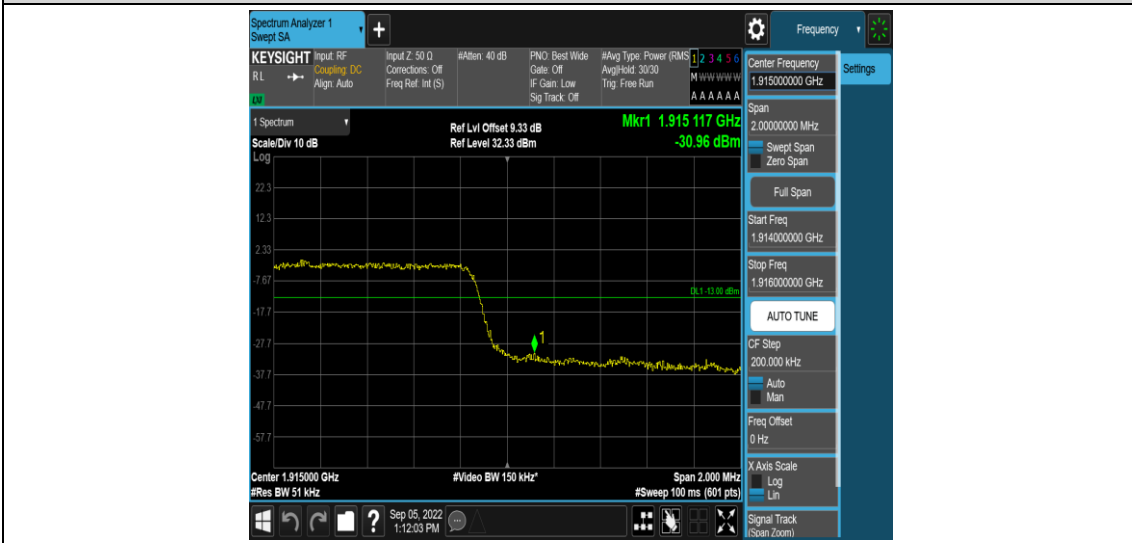 Spectrum Analyzer 1
Swept SA
Frequency
KEYSIGHT
Input: RF
Input Z: 50 Ω
#Atten: 40 dB
PNO: Best Wide
#Avg Type: Power (RMS
1 2 3 4 5 6
R L
Coupling: DC
Corrections: Off
Gate: Off
Avg|Hold: 30/30
M W W W W W
Align: Auto
Freq Ref: Int (S)
IF Gain: Low
Trig: Free Run
Sig Track: Off
A A A A A A
1 Spectrum
Ref Lvl Offset 9.33 dB
Mkr1 1.915 117 GHz
Scale/Div 10 dB
Ref Level 32.33 dBm
-30.96 dBm
Log
22.3
12.3
2.33
-7.67
DL1 -13.00 dBm
-17.7
-27.7
1
-37.7
-47.7
-57.7
Center 1.915000 GHz
#Video BW 150 kHz*
Span 2.000 MHz
#Res BW 51 kHz
#Sweep 100 ms (601 pts)
Sep 05, 2022
1:12:03 PM
Center Frequency
1.915000000 GHz
Settings
Span
2.00000000 MHz
Swept Span
Zero Span
Full Span
Start Freq
1.914000000 GHz
Stop Freq
1.916000000 GHz
AUTO TUNE
CF Step
200.000 kHz
Auto
Man
Freq Offset
0 Hz
X Axis Scale
Log
Lin
Signal Track
(Span Zoom)